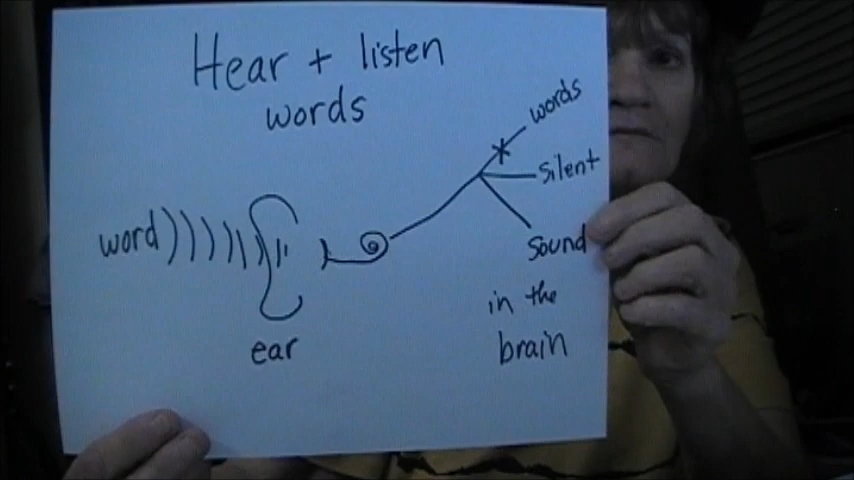 Hear + listen
words
words
silent
word
sound
in the
brain
ear